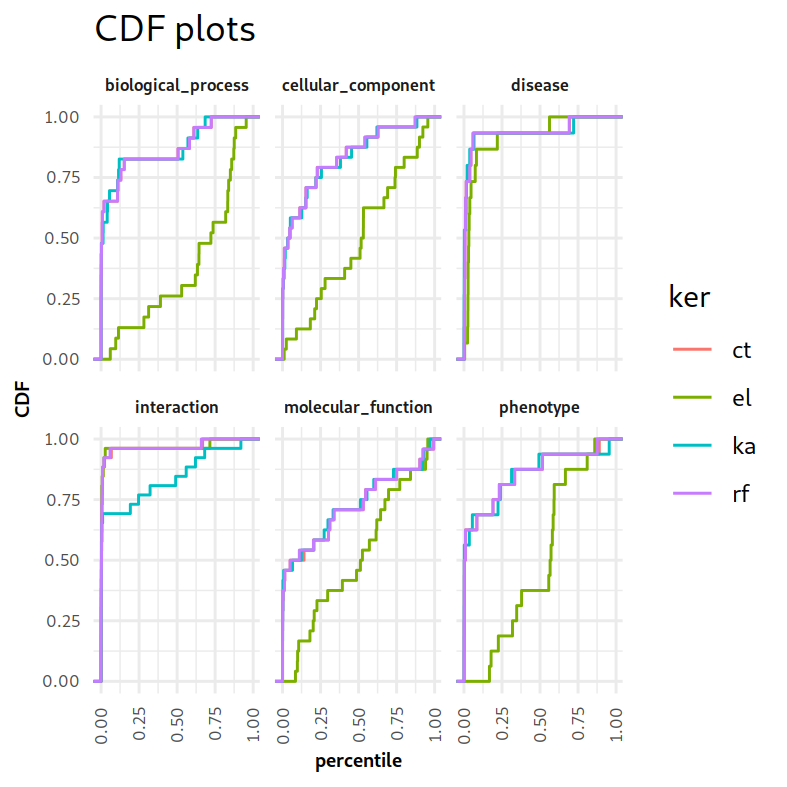 CDF plots
biological_process cellular_component disease
1.00
0.75
0.50
0.25
0.00
CDF
interaction molecular_function phenotype
1.00
0.75
0.50
0.25
0.00
0.00 0.25 0.50 0.75 1.00 0.00 0.25 0.50 0.75 1.00 0.00 0.25 0.50 0.75 1.00
percentile
ker
ct
el
ka
rf